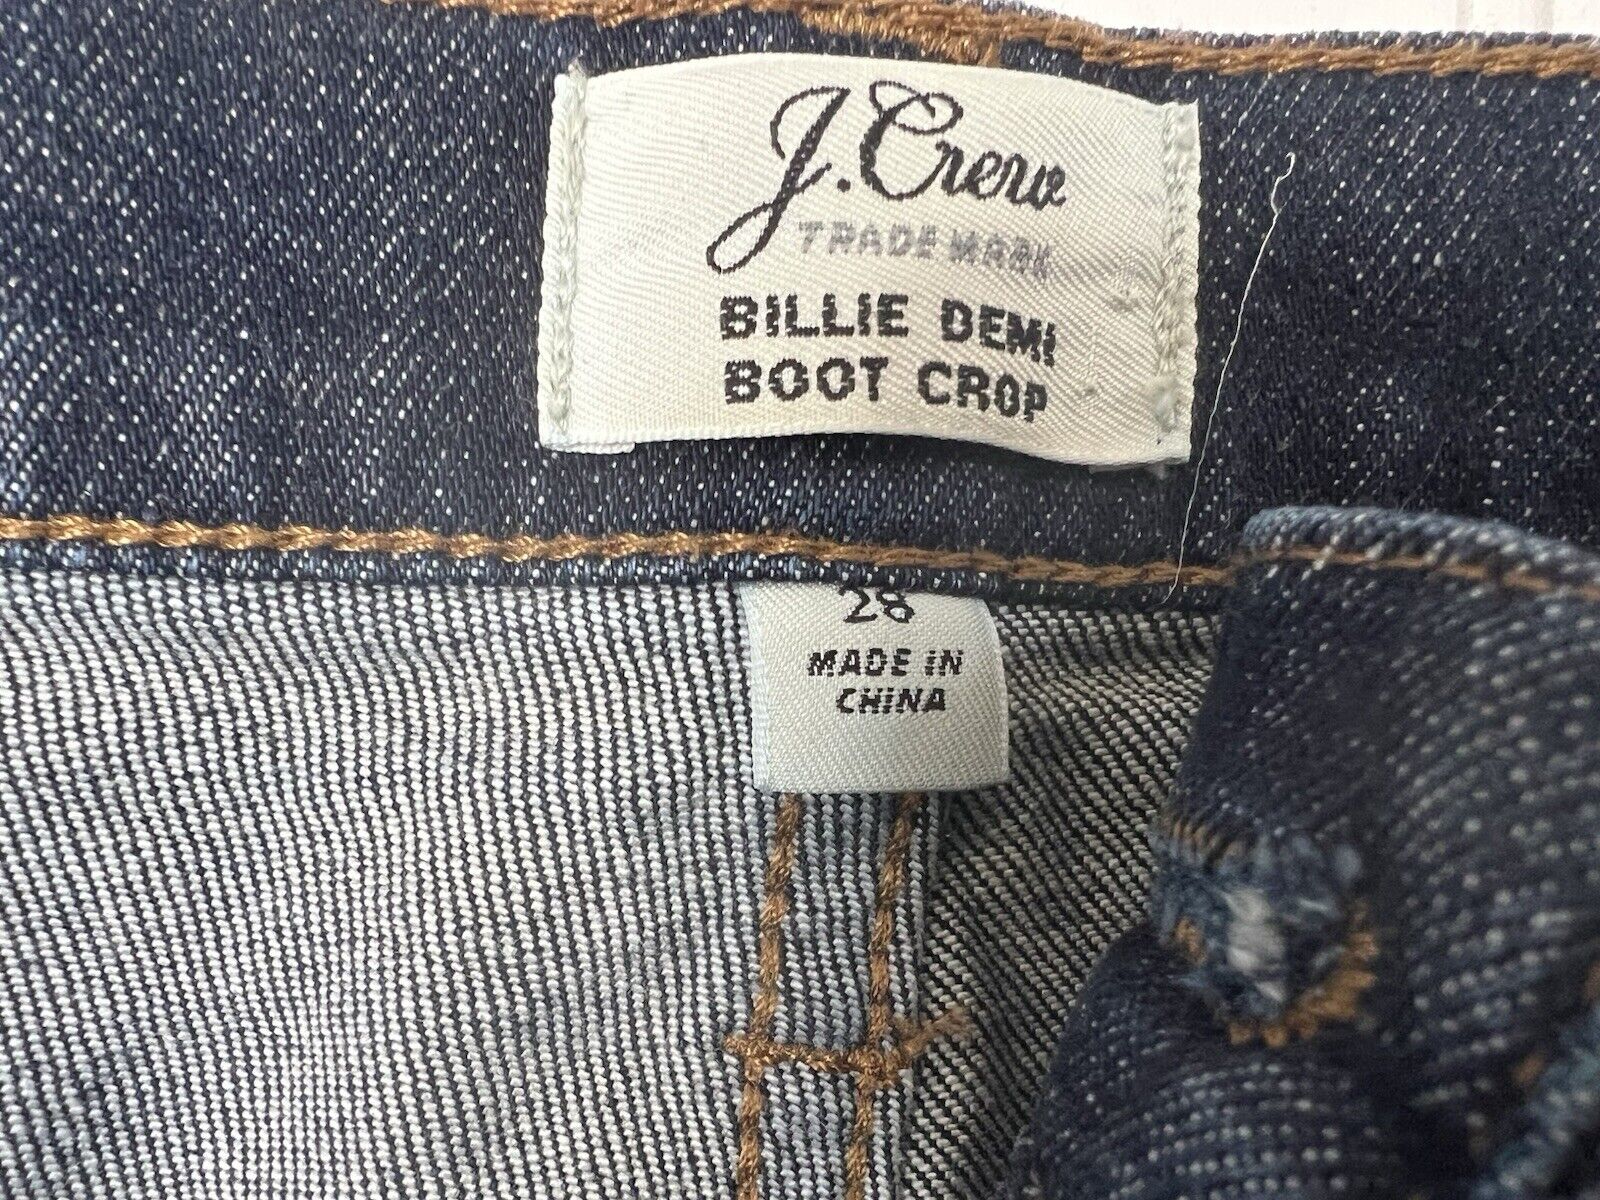 J.Crew
TRADE MARK
BILLIE DEMI
BOOT CROP
28
MADE IN
CHINA